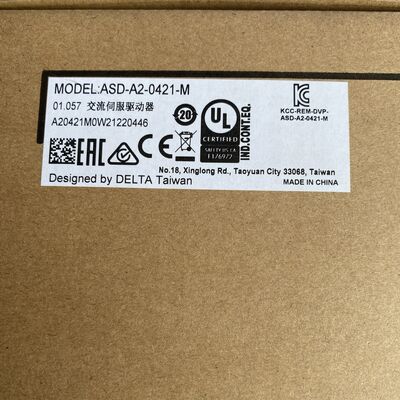 MODEL:ASD-A2-0421-M
01.057 交流伺服驱动器
A20421M0W21220446
20
UL
CERTIFIED
SAFETY US CA
E176972
IND.CONT.EQ.
KCC-REM-DVP-
ASD-A2-0421-M
EAC
CE
No.18, Xinglong Rd., Taoyuan City 33068, Taiwan
Designed by DELTA Taiwan
MADE IN CHINA